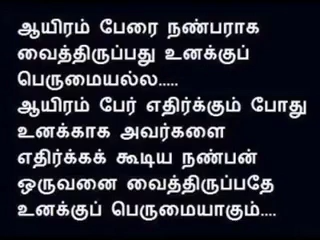 ஆயிரம் பேரை நண்பராக
வைத்திருப்பது உனக்குப்
பெருமையல்ல.....
ஆயிரம் பேர் எதிர்க்கும் போது
உனக்காக அவர்களை
எதிர்க்கக் கூடிய நண்பன்
ஒருவனை வைத்திருப்பதே
உனக்குப் பெருமையாகும்....